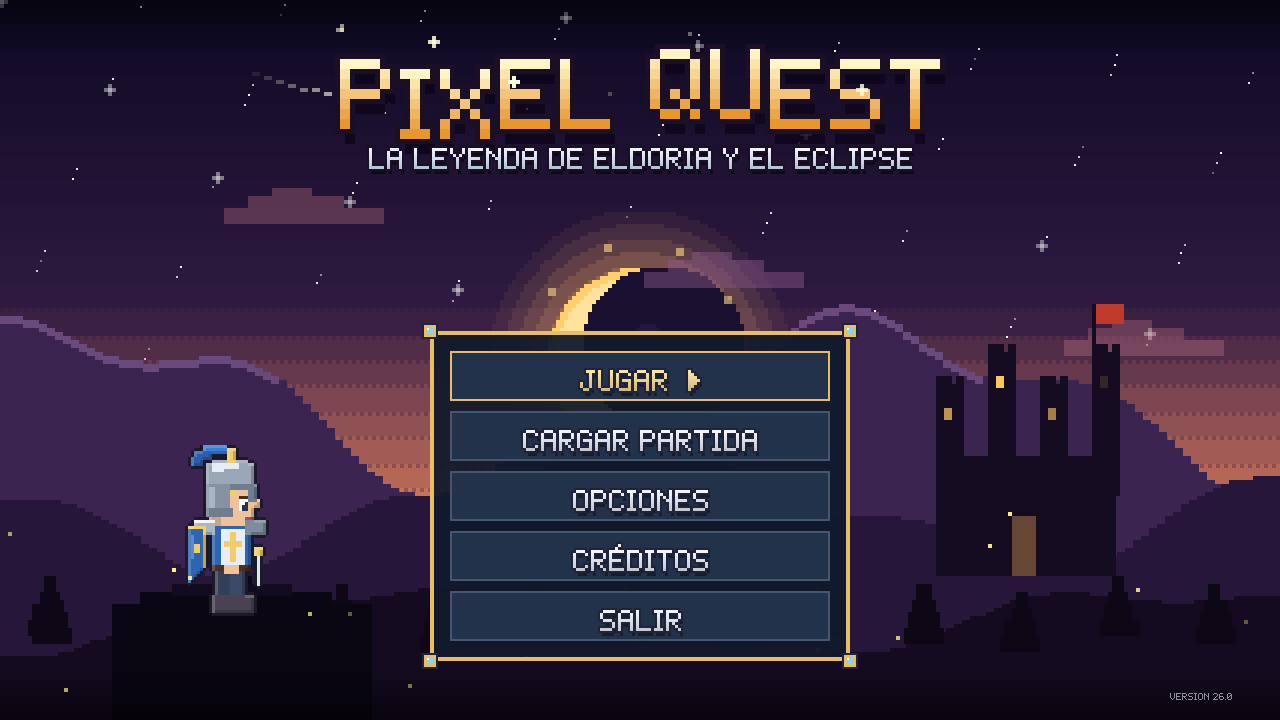 PIXEL QUEST
LA LEYENDA DE ELDORIA Y EL ECLIPSE
JUGAR
CARGAR PARTIDA
OPCIONES
CRÉDITOS
SALIR
VERSION 26.0